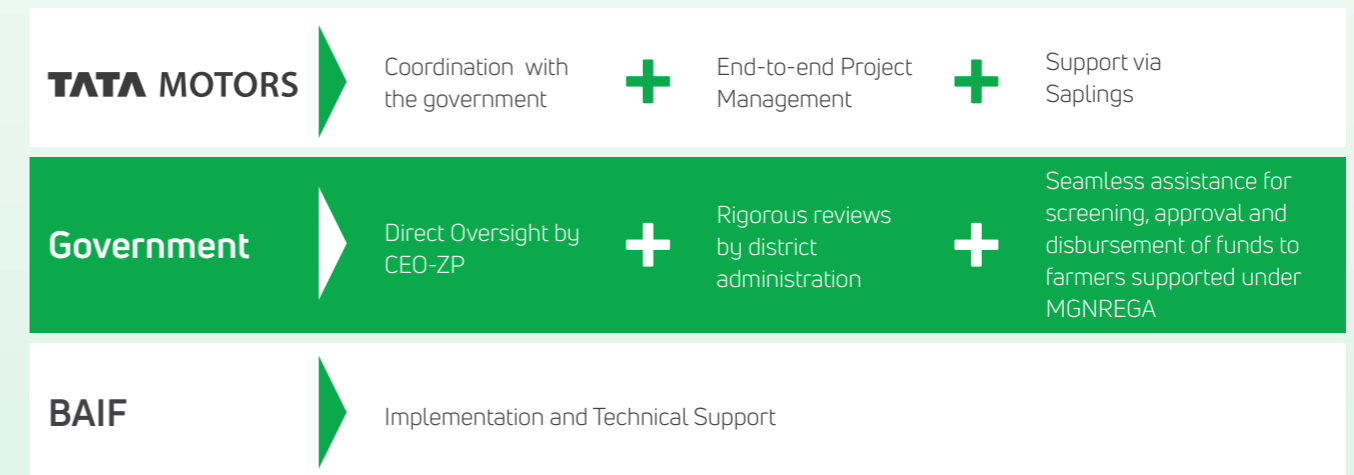 TATA MOTORS
Coordination with
the government
+
End-to-end Project
Management
+
Support via
Saplings
Government
Direct Oversight by
CEO-ZP
+
Rigorous reviews
by district
administration
+
Seamless assistance for
screening, approval and
disbursement of funds to
farmers supported under
MGNREGA
BAIF
Implementation and Technical Support